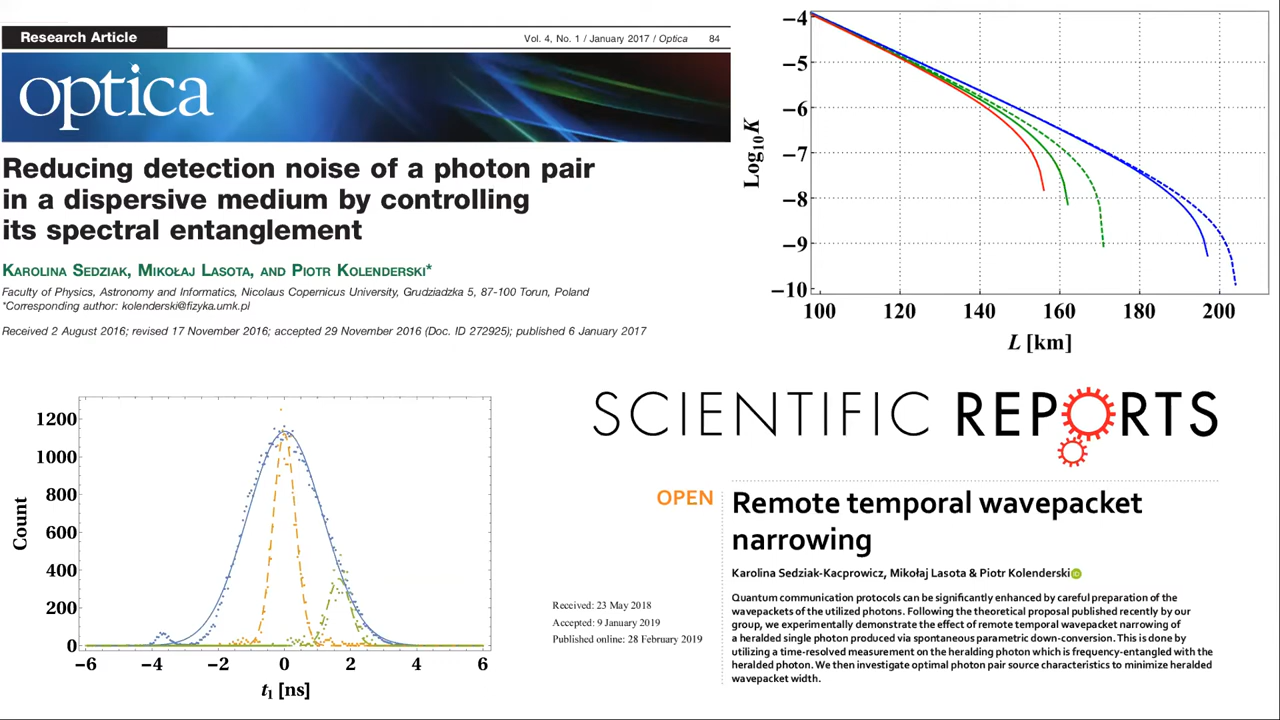 Research Article
Vol. 4, No. 1 / January 2017 / Optica 84
optica
Reducing detection noise of a photon pair
in a dispersive medium by controlling
its spectral entanglement
KAROLINA SEDZIAK, MIKOŁAJ LASOTA, AND PIOTR KOLENDERSKI*
Faculty of Physics, Astronomy and Informatics, Nicolaus Copernicus University, Grudziadzka 5, 87-100 Torun, Poland
*Corresponding author: kolenderski@fizyka.umk.pl
Received 2 August 2016; revised 17 November 2016; accepted 29 November 2016 (Doc. ID 272925); published 6 January 2017
−4
−5
−6
−7
−8
−9
−10
Log10K
100 120 140 160 180 200
L [km]
1200
1000
800
600
400
200
0
Count
−6 −4 −2 0 2 4 6
t1 [ns]
SCIENTIFIC REPORTS
OPEN
Remote temporal wavepacket
narrowing
Karolina Sedziak-Kacprowicz, Mikołaj Lasota & Piotr Kolenderski
Received: 23 May 2018
Accepted: 9 January 2019
Published online: 28 February 2019
Quantum communication protocols can be significantly enhanced by careful preparation of the
wavepackets of the utilized photons. Following the theoretical proposal published recently by our
group, we experimentally demonstrate the effect of remote temporal wavepacket narrowing of
a heralded single photon produced via spontaneous parametric down-conversion. This is done by
utilizing a time-resolved measurement on the heralding photon which is frequency-entangled with the
heralded photon. We then investigate optimal photon pair source characteristics to minimize heralded
wavepacket width.